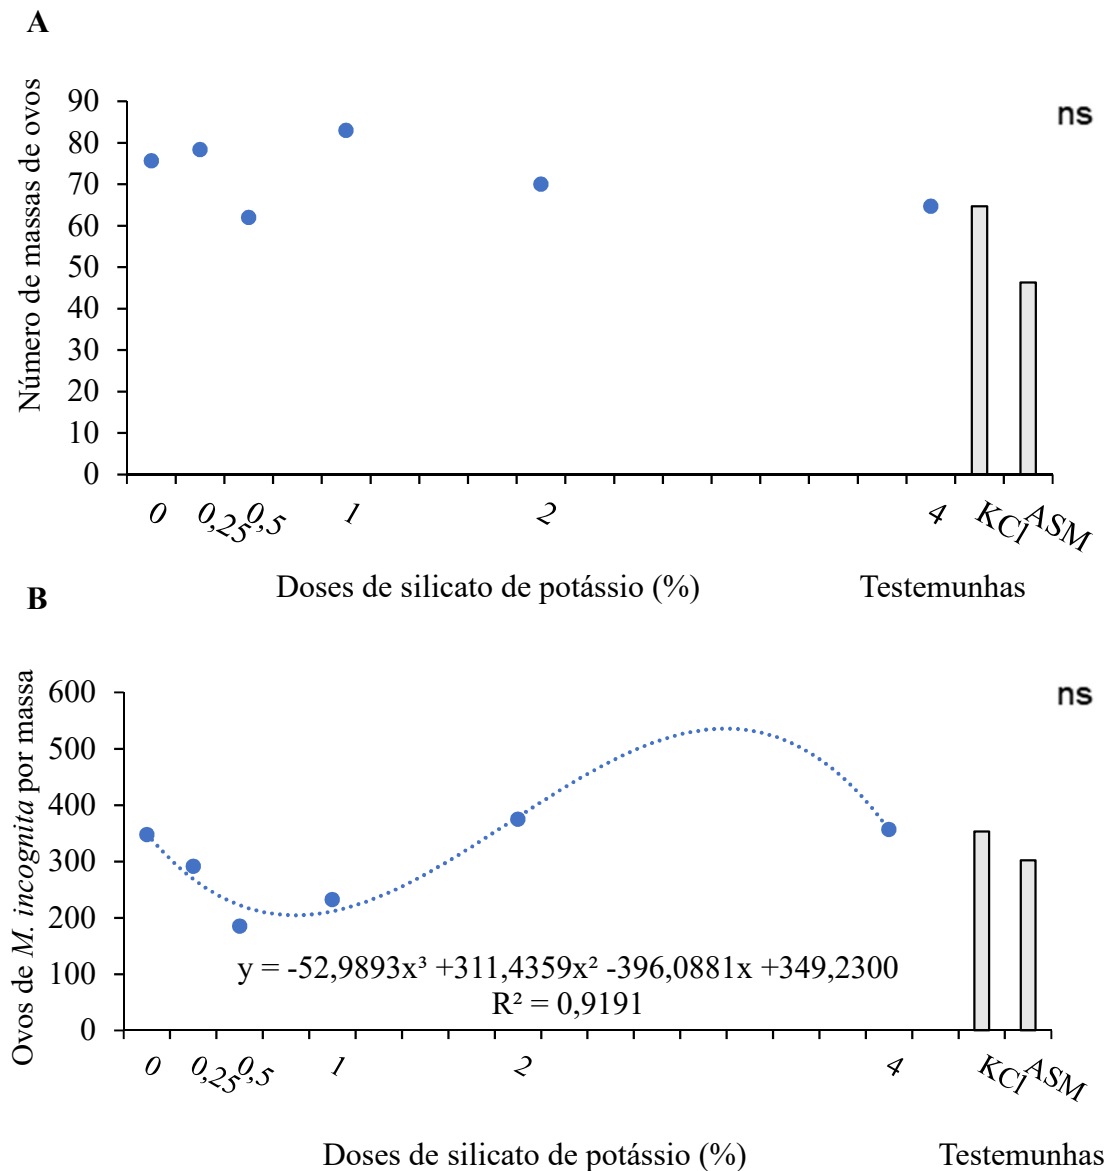 A
Número de massas de ovos
90
80
70
60
50
40
30
20
10
0
ns
0 0,25 0,5 1 2 4 KCl ASM
Doses de silicato de potássio (%) Testemunhas
B
Ovos de M. incognita por massa
600
500
400
300
200
100
0
ns
y = -52,9893x³ +311,4359x² -396,0881x +349,2300
R² = 0,9191
0 0,25 0,5 1 2 4 KCl ASM
Doses de silicato de potássio (%) Testemunhas